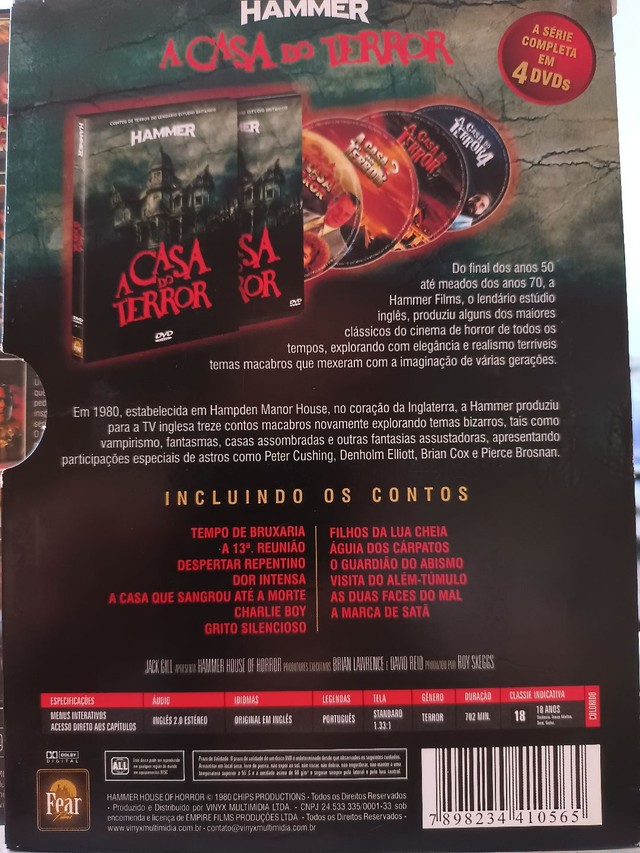 HAMMER
A CASA DO TERROR
A SÉRIE
COMPLETA
EM
4 DVDs
HAMMER
A CASA
DO
TERROR
DVD
Do final dos anos 50
até meados dos anos 70, a
Hammer Films, o lendário estúdio
inglês, produziu alguns dos maiores
clássicos do cinema de horror de todos os
tempos, explorando com elegância e realismo terríveis
temas macabros que mexeram com a imaginação de várias gerações.
Em 1980, estabelecida em Hampden Manor House, no coração da Inglaterra, a Hammer produziu
para a TV inglesa treze contos macabros novamente explorando temas bizarros, tais como
vampirismo, fantasmas, casas assombradas e outras fantasias assustadoras, apresentando
participações especiais de astros como Peter Cushing, Denholm Elliott, Brian Cox e Pierce Brosnan.
INCLUINDO OS CONTOS
TEMPO DE BRUXARIA
A 13ª. REUNIÃO
DESPERTAR REPENTINO
DOR INTENSA
A CASA QUE SANGROU ATÉ A MORTE
CHARLIE BOY
GRITO SILENCIOSO
FILHOS DA LUA CHEIA
ÁGUIA DOS CÁRPATOS
O GUARDIÃO DO ABISMO
VISITA DO ALÉM-TÚMULO
AS DUAS FACES DO MAL
A MARCA DE SATÃ
JACK GILL APRESENTA HAMMER HOUSE OF HORROR PRODUTORES EXECUTIVOS BRIAN LAWRENCE E DAVID REID PRODUZIDO POR ROY SKEGGS
ESPECIFICAÇÕES ÁUDIO IDIOMAS LEGENDAS TELA GÊNERO DURAÇÃO CLASSIF. INDICATIVA
MENUS INTERATIVOS
ACESSO DIRETO AOS CAPÍTULOS
INGLÊS 2.0 ESTÉREO
ORIGINAL EM INGLÊS
PORTUGUÊS
STANDARD
1.33:1
TERROR
702 MIN.
18
18 ANOS
COLORIDO
DOLBY
DIGITAL
ALL
Fear
HAMMER HOUSE OF HORROR © 1980 CHIPS PRODUCTIONS - Todos os Direitos Reservados
- Produzido e Distribuido por VINYX MULTIMIDIA LTDA. - CNPJ 24.533.335/0001-33 sob
encomenda e licença de EMPIRE FILMS PRODUÇÕES LTDA. - Todos os Direitos Reservados.
- www.vinyxmultimidia.com.br - contato@vinyxmultimidia.com.br
7 898234 410565